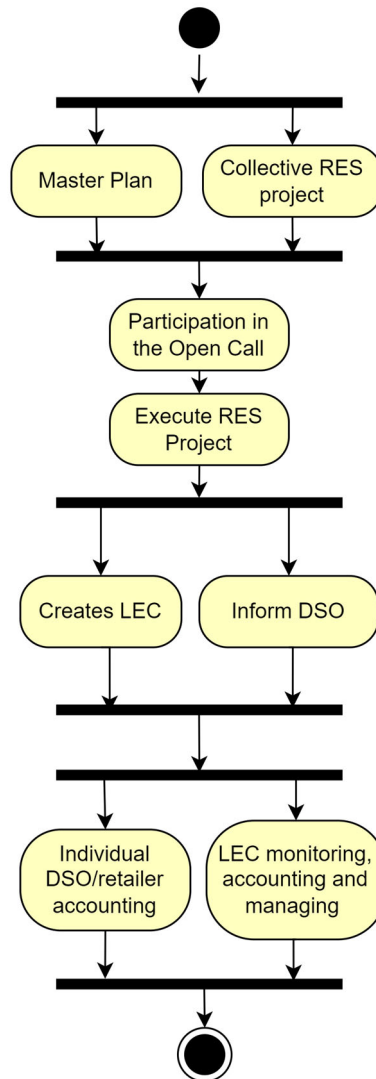 Master Plan
Collective RES
project
Participation in
the Open Call
Execute RES
Project
Creates LEC
Inform DSO
Individual
DSO/retailer
accounting
LEC monitoring,
accounting and
managing